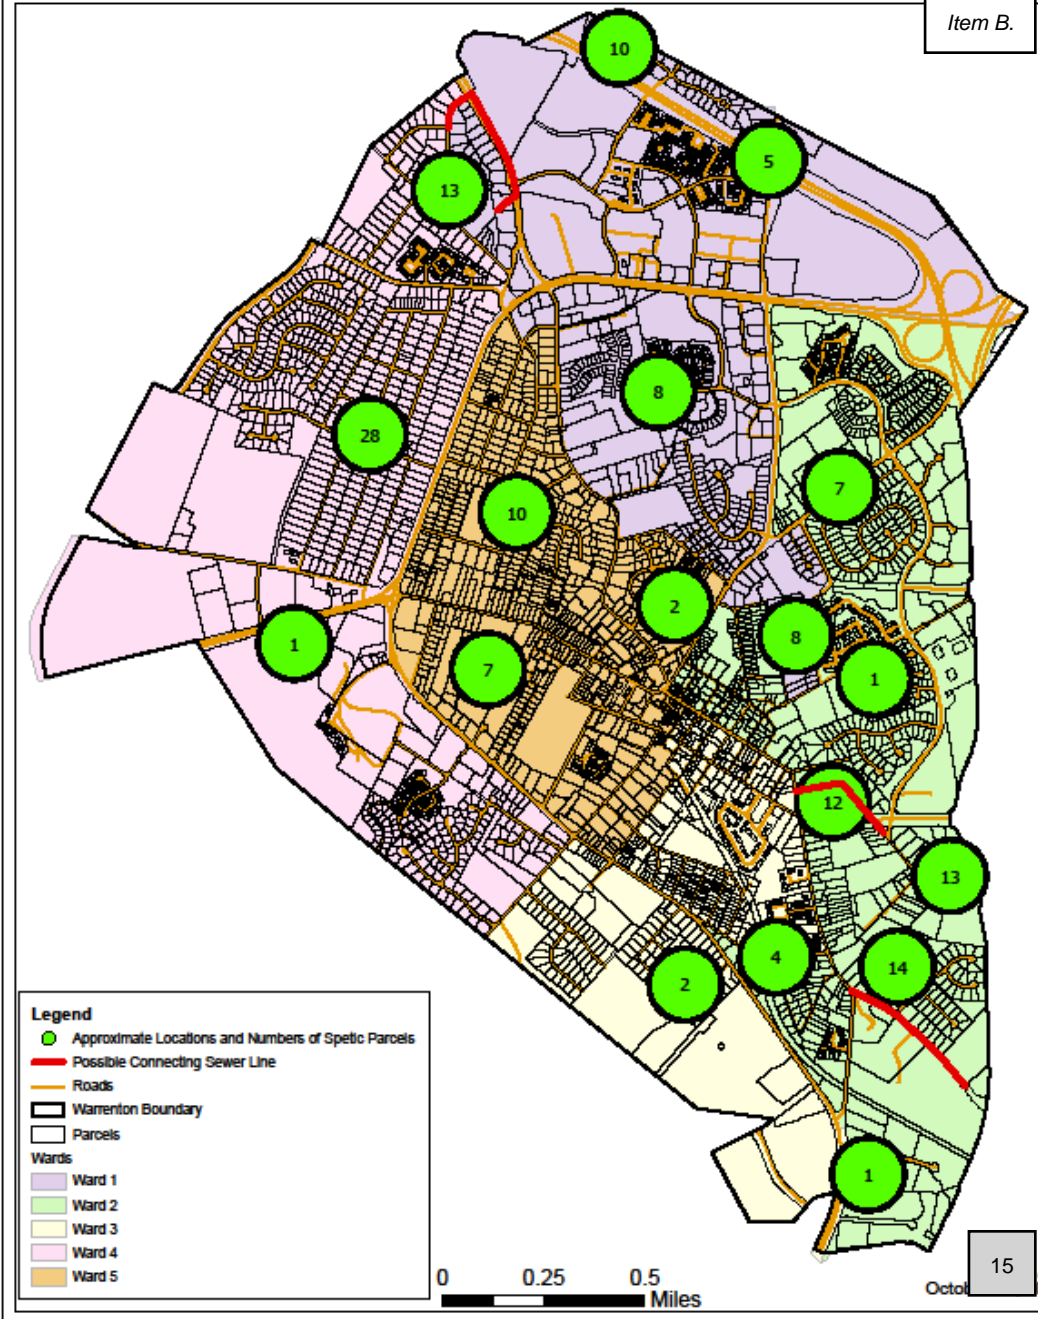 Item B.
10
5
13
8
28
7
10
2
8
1
7
1
12
13
4
14
2
1
Legend
Approximate Locations and Numbers of Spetic Parcels
Possible Connecting Sewer Line
Roads
Warrenton Boundary
Parcels
Wards
Ward 1
Ward 2
Ward 3
Ward 4
Ward 5
0 0.25 0.5
Miles
15